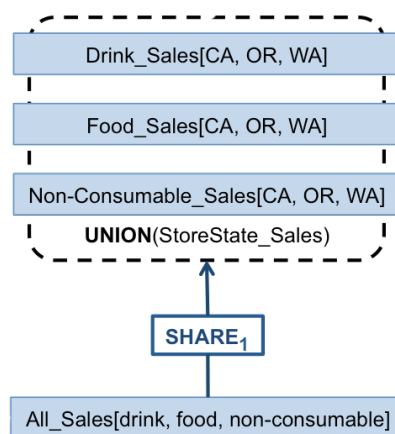 Drink_Sales[CA, OR, WA]
Food_Sales[CA, OR, WA]
Non-Consumable_Sales[CA, OR, WA]
UNION(StoreState_Sales)
SHARE1
All_Sales[drink, food, non-consumable]